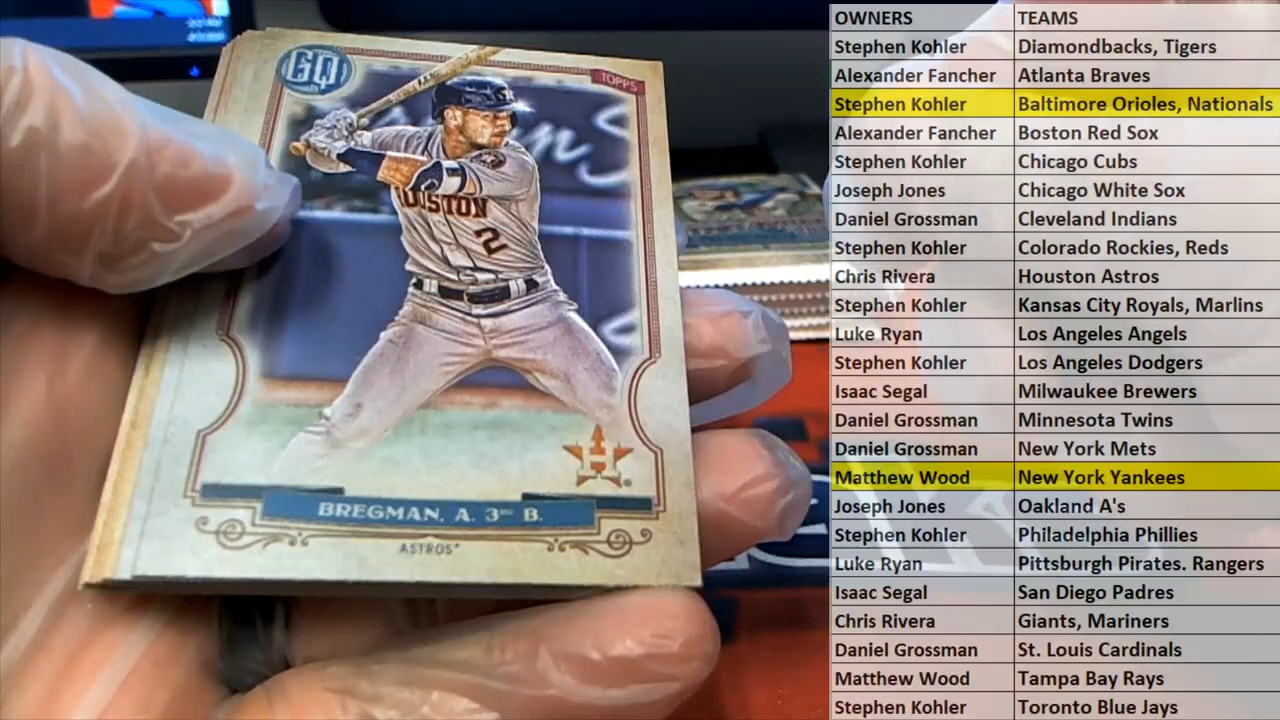 GQ
TOPPS
HOUSTON
2
BREGMAN, A. 3RD B.
ASTROS
OWNERS TEAMS
Stephen Kohler Diamondbacks, Tigers
Alexander Fancher Atlanta Braves
Stephen Kohler Baltimore Orioles, Nationals
Alexander Fancher Boston Red Sox
Stephen Kohler Chicago Cubs
Joseph Jones Chicago White Sox
Daniel Grossman Cleveland Indians
Stephen Kohler Colorado Rockies, Reds
Chris Rivera Houston Astros
Stephen Kohler Kansas City Royals, Marlins
Luke Ryan Los Angeles Angels
Stephen Kohler Los Angeles Dodgers
Isaac Segal Milwaukee Brewers
Daniel Grossman Minnesota Twins
Daniel Grossman New York Mets
Matthew Wood New York Yankees
Joseph Jones Oakland A's
Stephen Kohler Philadelphia Phillies
Luke Ryan Pittsburgh Pirates. Rangers
Isaac Segal San Diego Padres
Chris Rivera Giants, Mariners
Daniel Grossman St. Louis Cardinals
Matthew Wood Tampa Bay Rays
Stephen Kohler Toronto Blue Jays